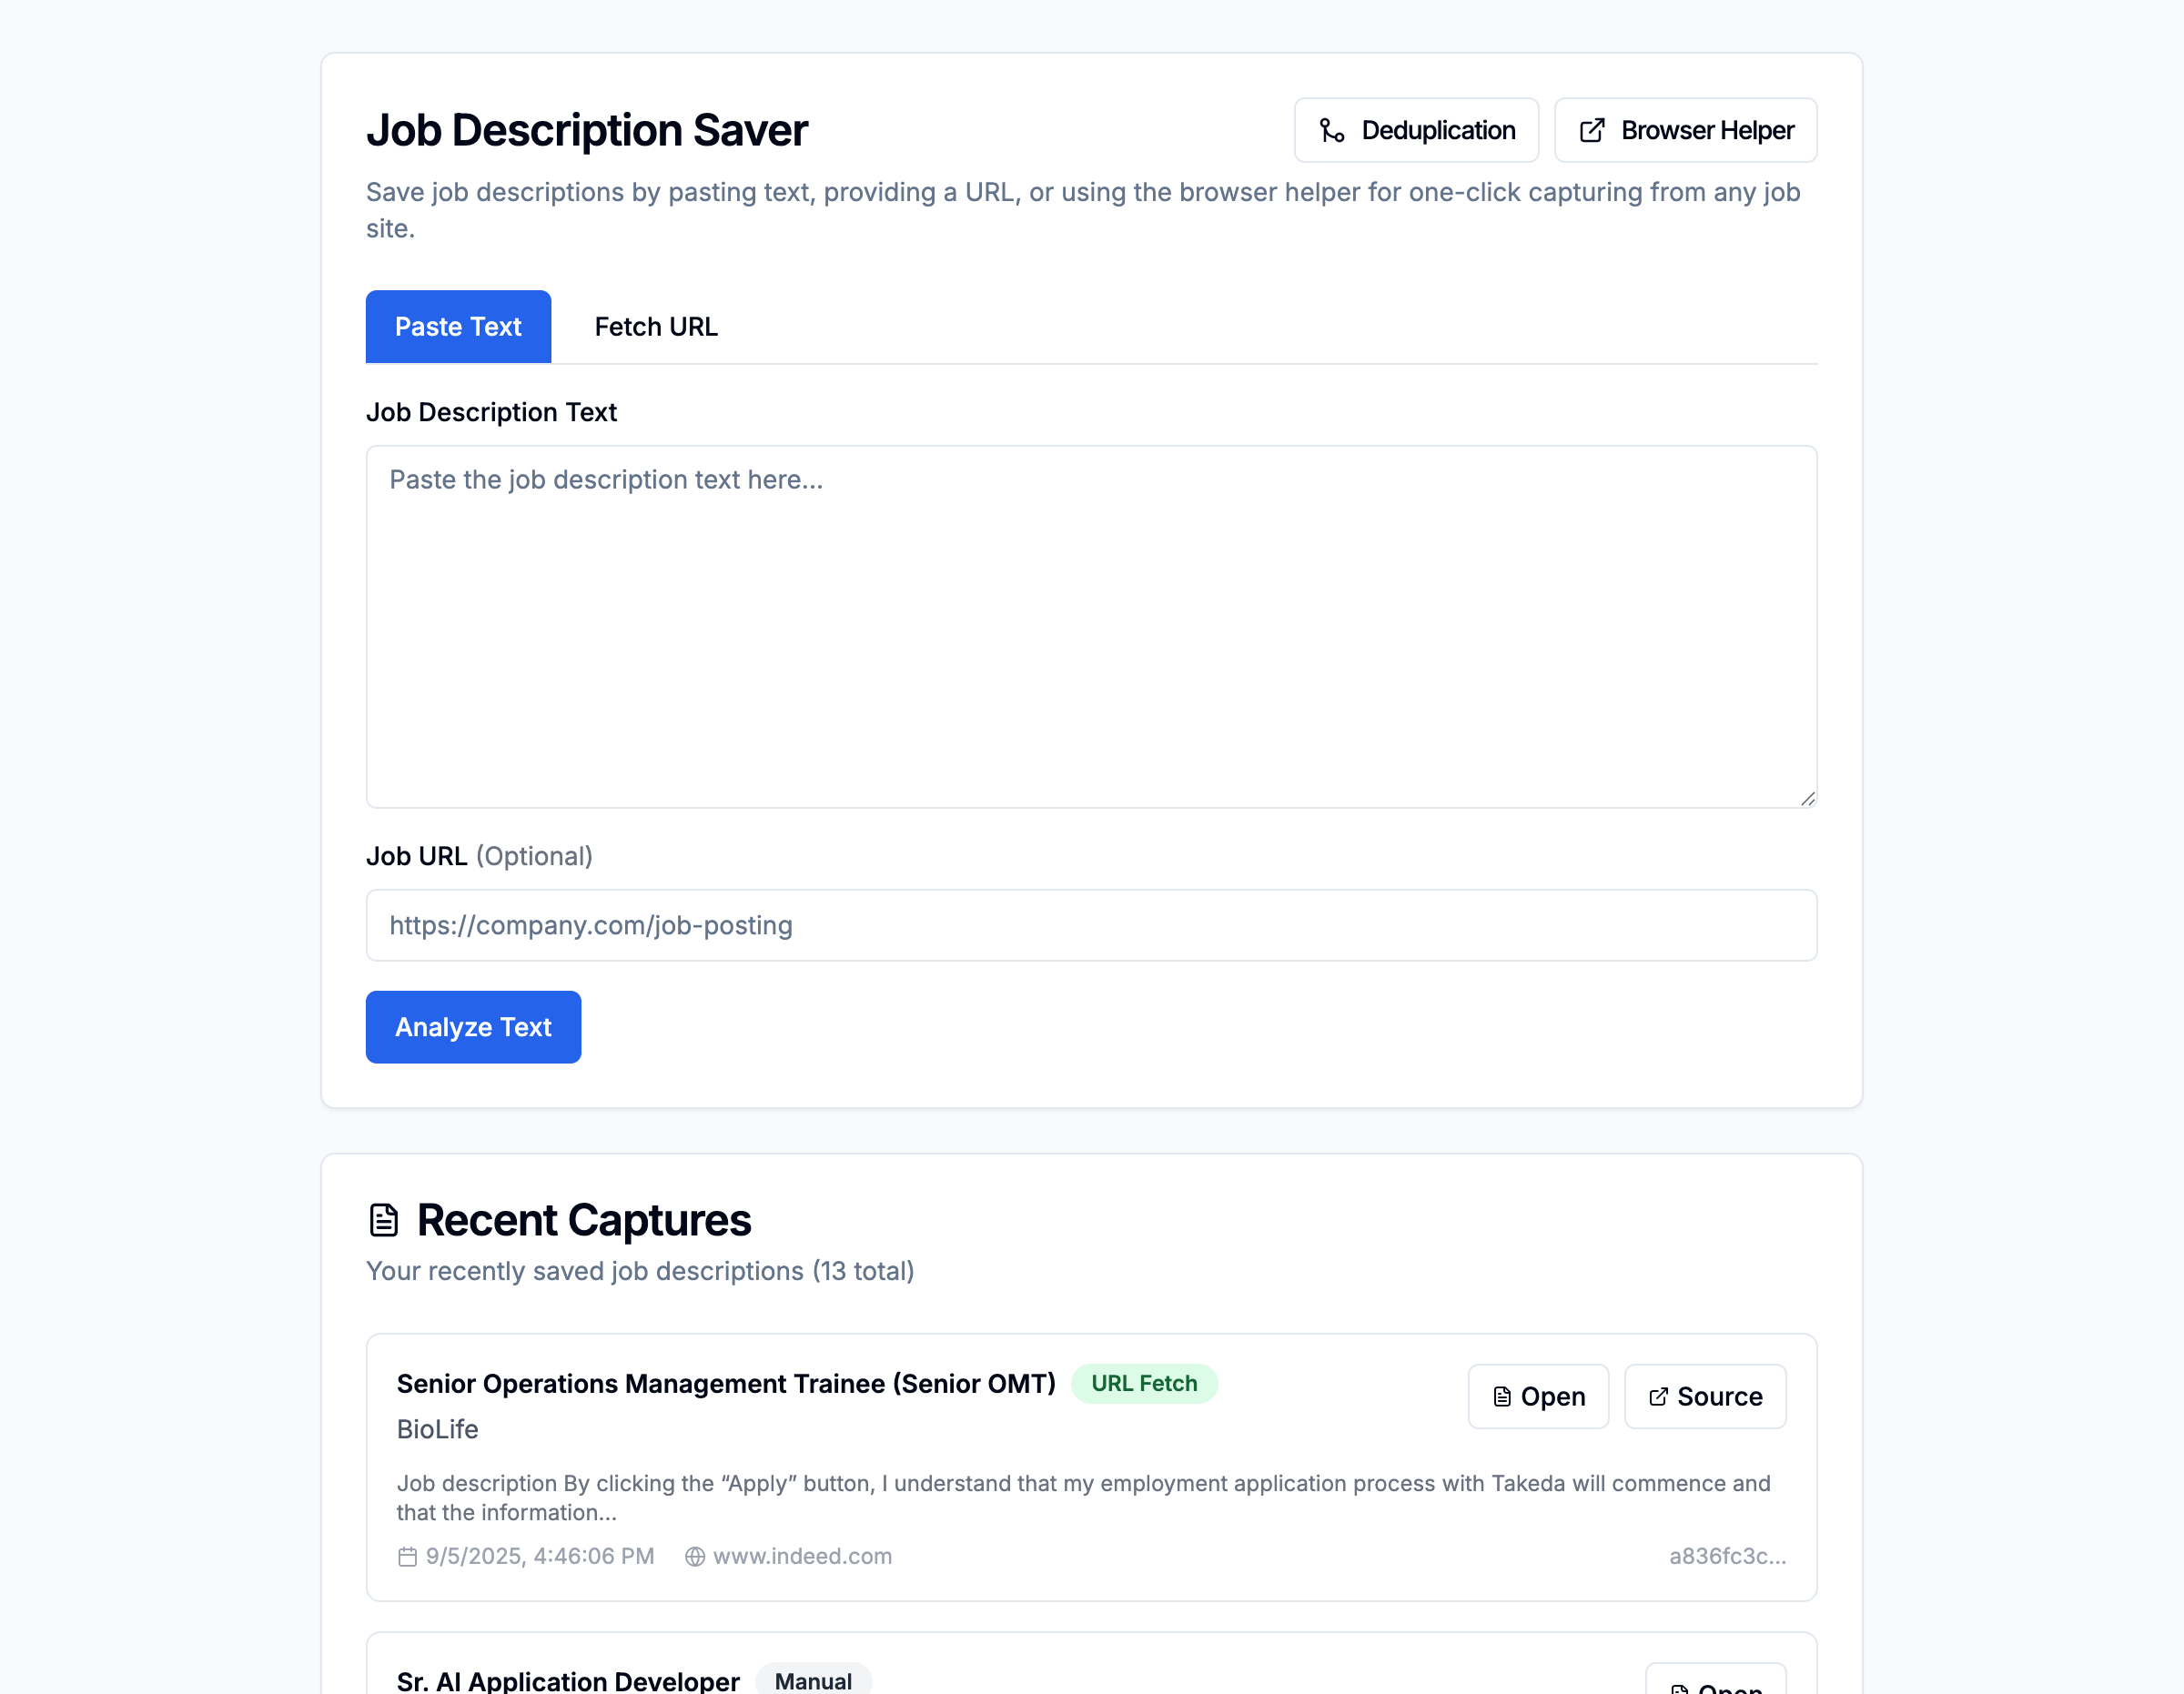 Job Description Saver
Deduplication
Browser Helper
Save job descriptions by pasting text, providing a URL, or using the browser helper for one-click capturing from any job
site.
Paste Text
Fetch URL
Job Description Text
Paste the job description text here...
Job URL (Optional)
https://company.com/job-posting
Analyze Text
Recent Captures
Your recently saved job descriptions (13 total)
Senior Operations Management Trainee (Senior OMT)
URL Fetch
Open
Source
BioLife
Job description By clicking the “Apply” button, I understand that my employment application process with Takeda will commence and
that the information...
9/5/2025, 4:46:06 PM
www.indeed.com
a836fc3c...
Sr. AI Application Developer
Manual
Open